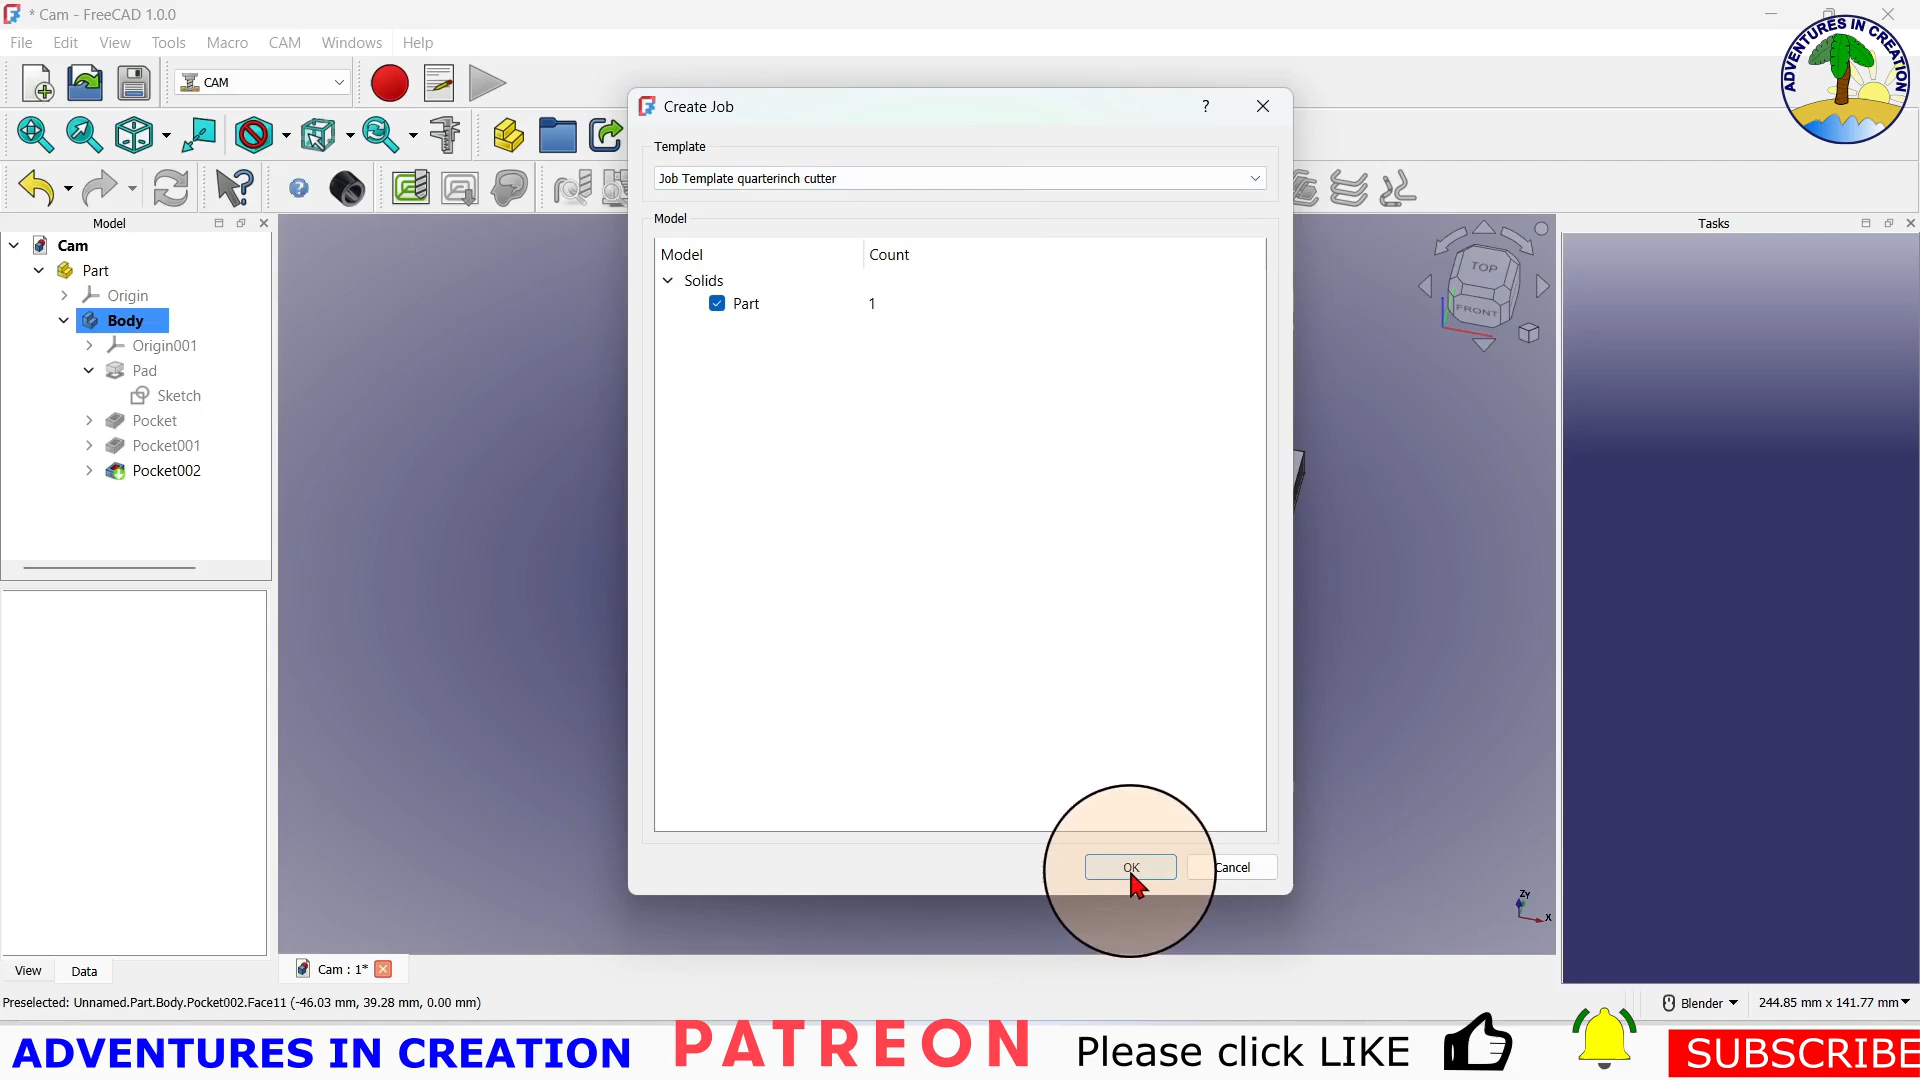 * Cam - FreeCAD 1.0.0
File Edit View Tools Macro CAM Windows Help
CAM
ADVENTURES IN CREATION
Create Job
?
Template
Job Template quarterinch cutter
Model
Model Count
Solids
Part 1
OK Cancel
Model
Cam
Part
Origin
Body
Origin001
Pad
Sketch
Pocket
Pocket001
Pocket002
TOP
FRONT
Tasks
Z Y
X
View Data
Cam : 1*
Preselected: Unnamed.Part.Body.Pocket002.Face11 (-46.03 mm, 39.28 mm, 0.00 mm)
Blender 244.85 mm x 141.77 mm
ADVENTURES IN CREATION PATREON Please click LIKE SUBSCRIBE